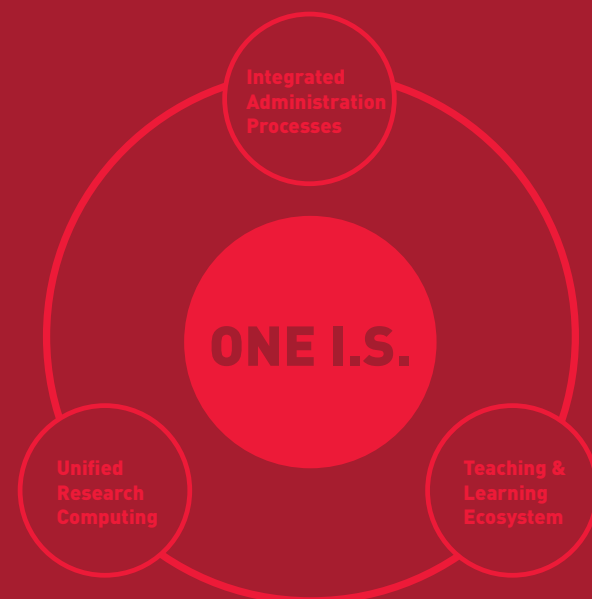 Integrated
Administration
Processes
ONE I.S.
Unified
Research
Computing
Teaching &
Learning
Ecosystem